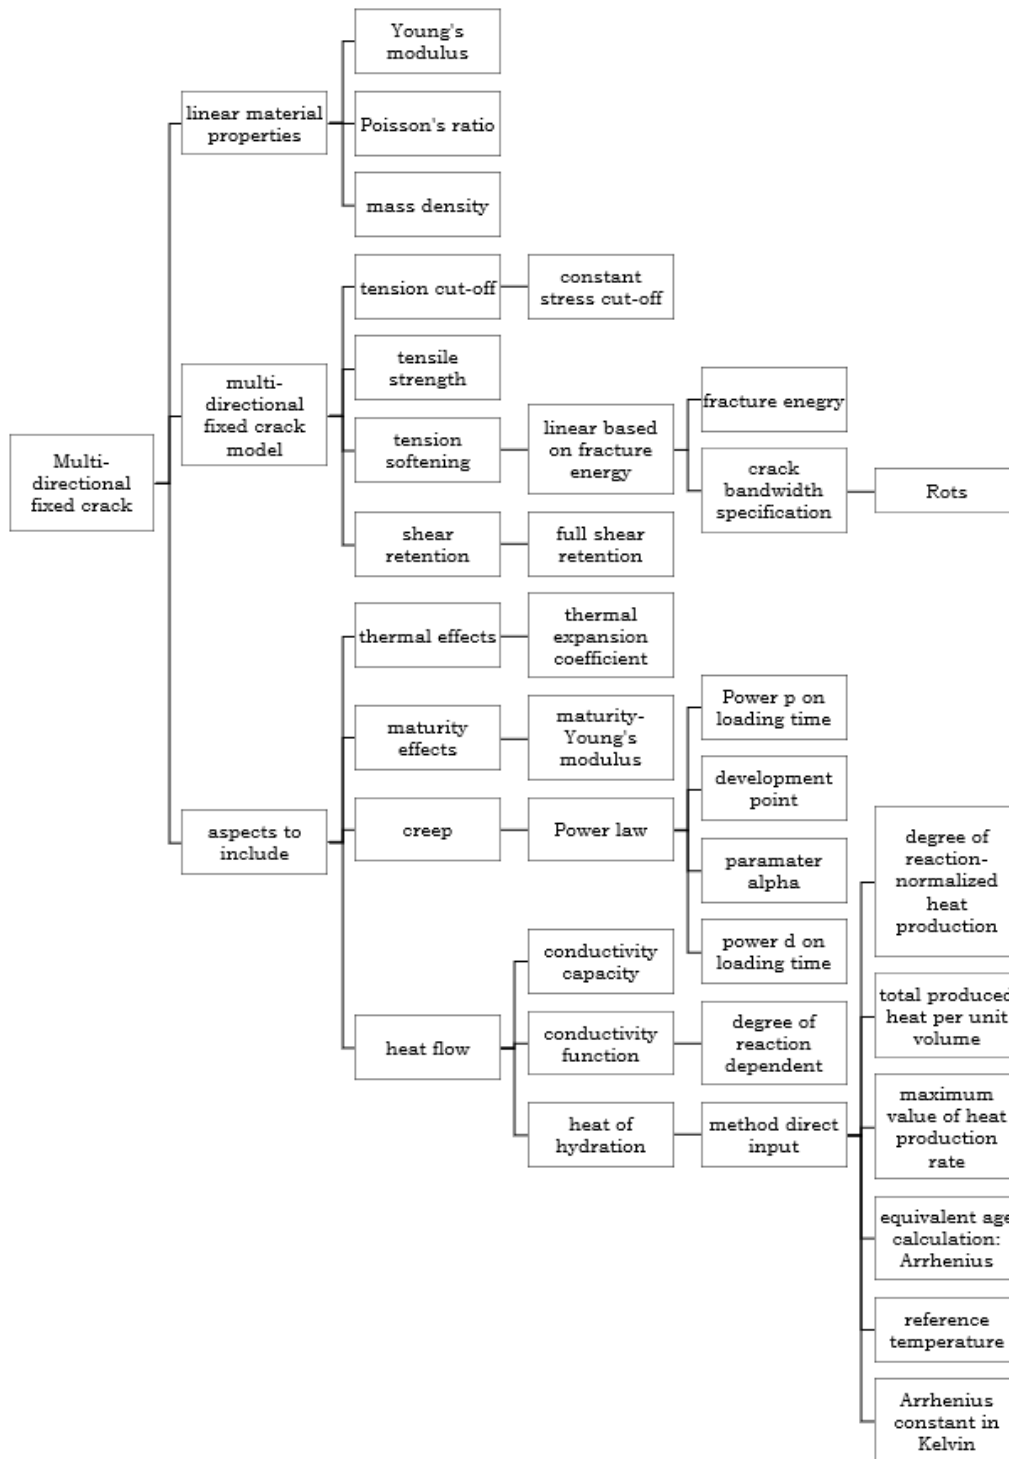 Young's
modulus
linear material
properties
Poisson's ratio
mass density
Multi-
directional
fixed crack
multi-
directional
fixed crack
model
tension cut-off
constant
stress cut-off
tensile
strength
tension
softening
linear based
on fracture
energy
fracture enegry
crack
bandwidth
specification
Rots
shear
retention
full shear
retention
aspects to
include
thermal effects
thermal
expansion
coefficient
maturity
effects
maturity-
Young's
modulus
creep
Power law
Power p on
loading time
development
point
paramater
alpha
power d on
loading time
heat flow
conductivity
capacity
conductivity
function
degree of
reaction
dependent
heat of
hydration
method direct
input
degree of
reaction-
normalized
heat
production
total produced
heat per unit
volume
maximum
value of heat
production
rate
equivalent age
calculation:
Arrhenius
reference
temperature
Arrhenius
constant in
Kelvin